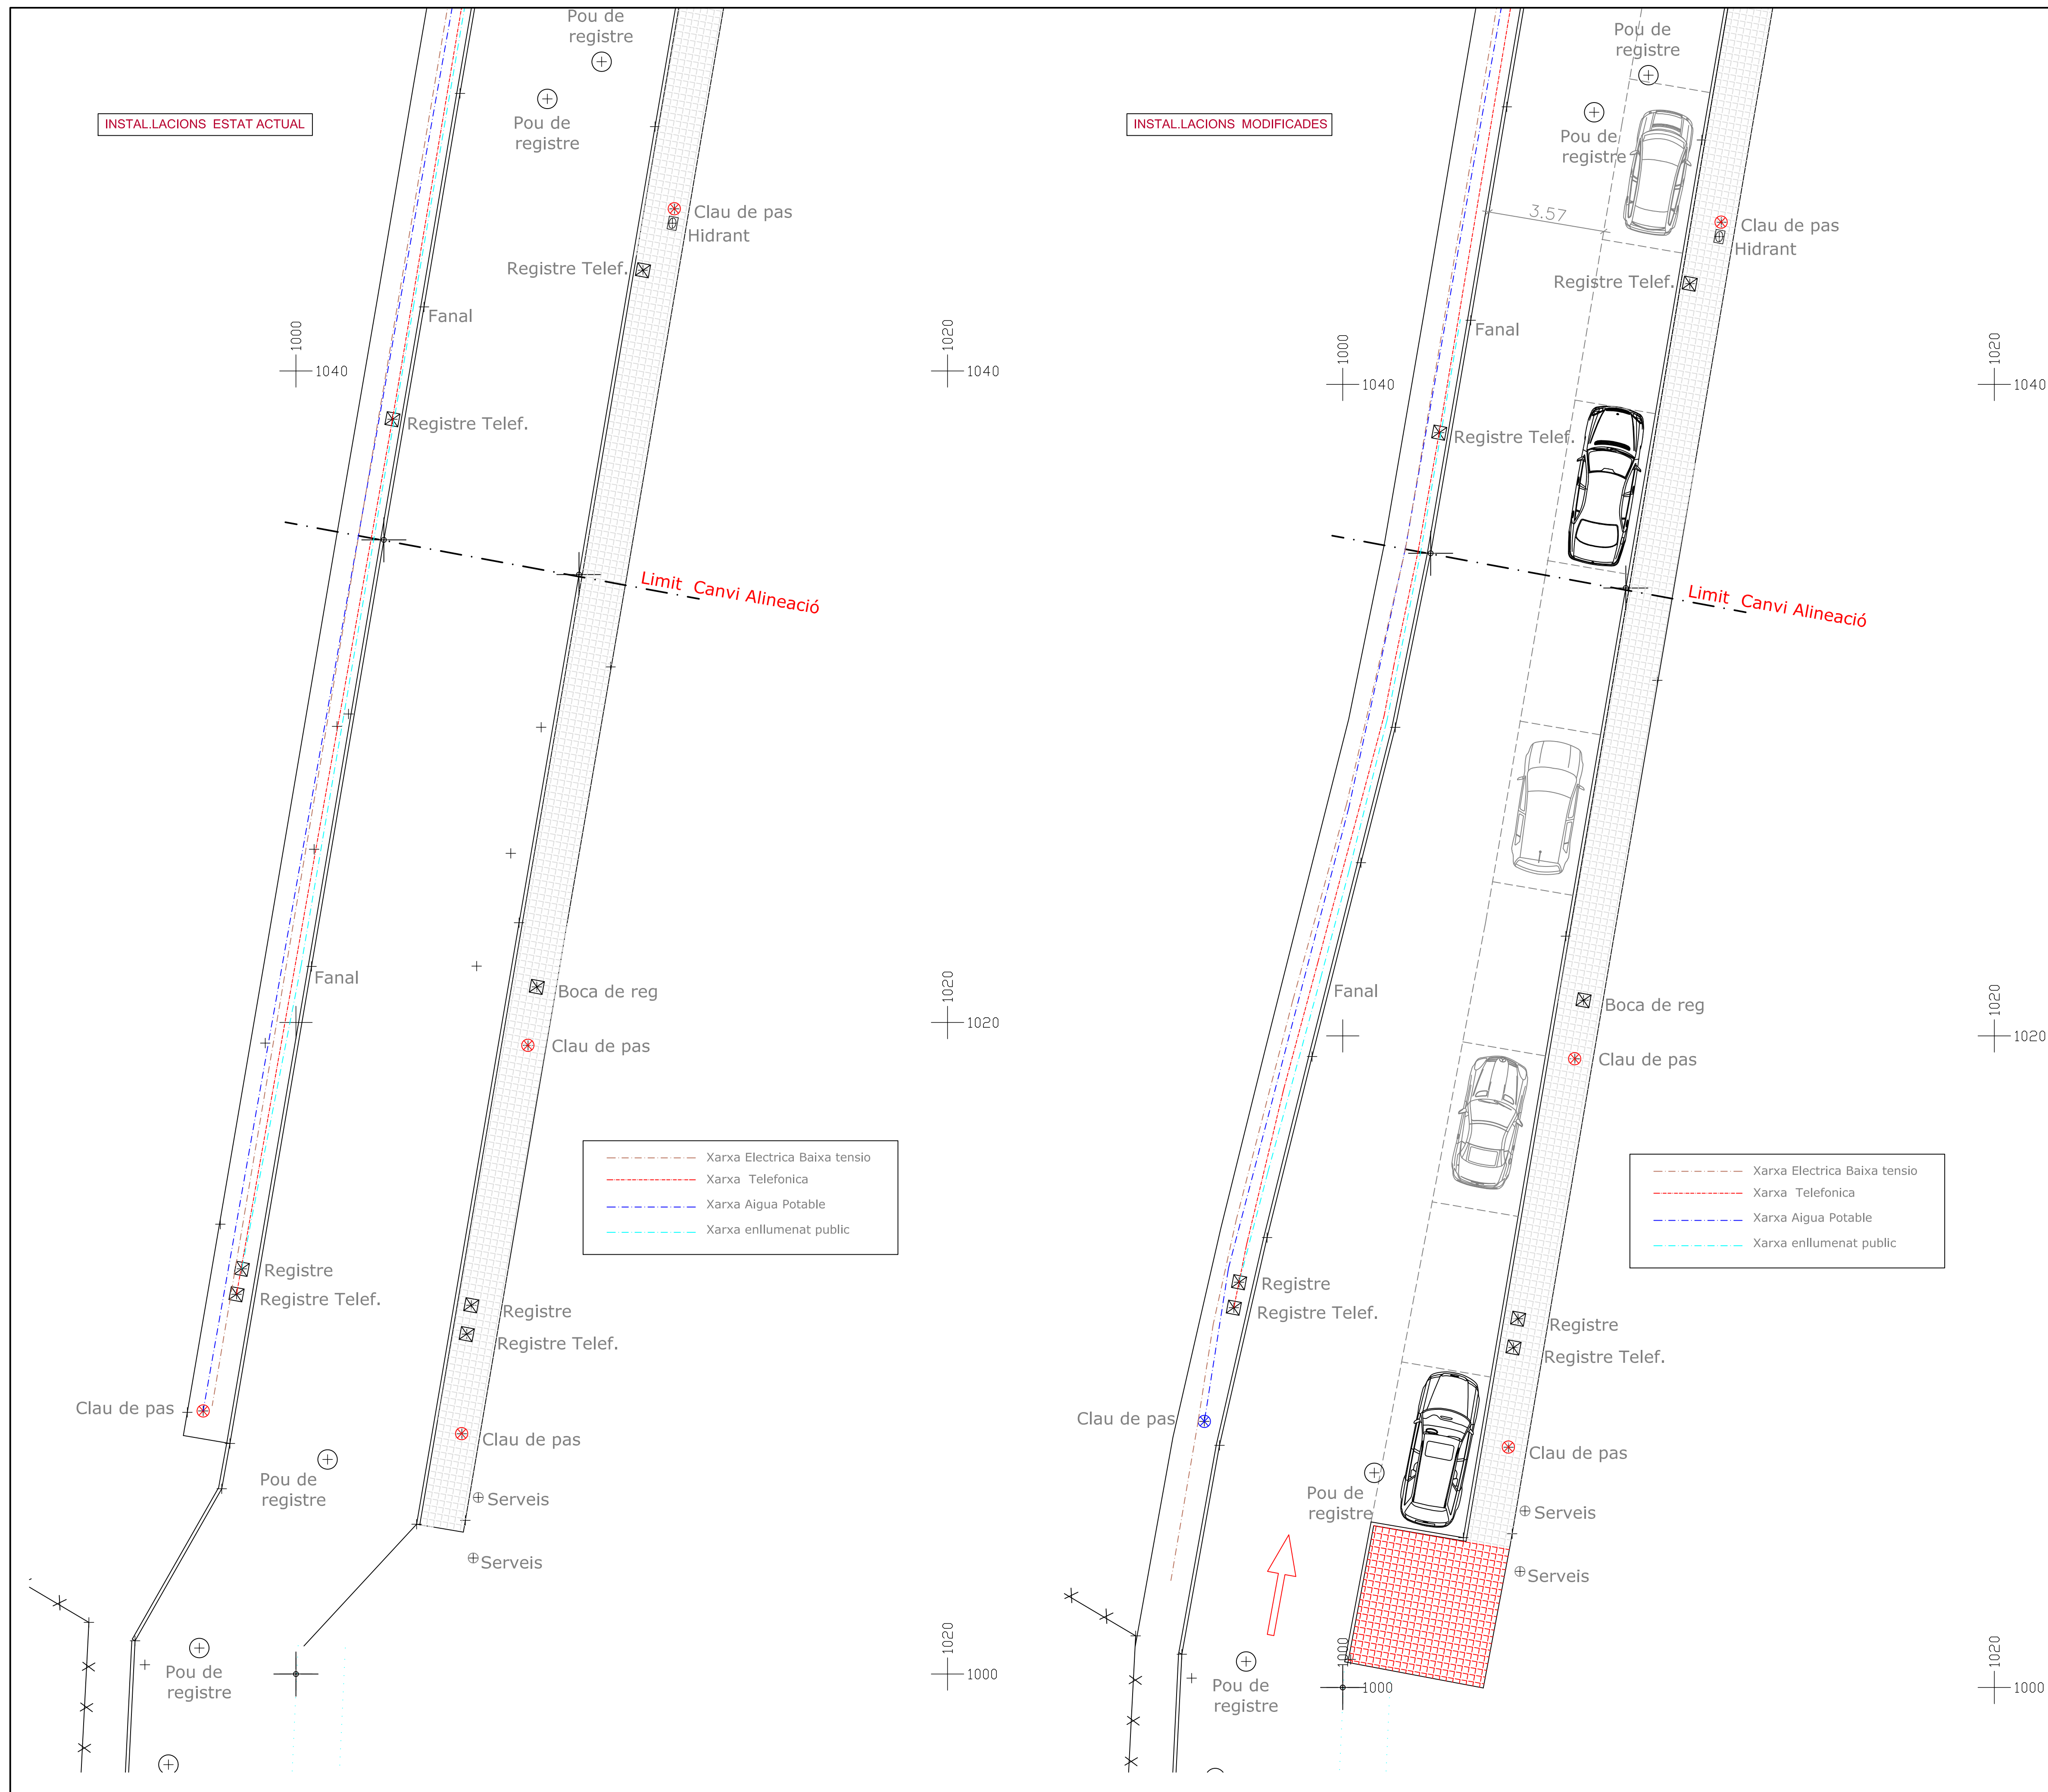 INSTAL.LACIONS ESTAT ACTUAL
Pou de
registre
Pou de
registre
Clau de pas
Hidrant
Registre Telef.
Fanal
1000
1040
1020
1040
Registre Telef.
Limit Canvi Alineació
Fanal
Boca de reg
1020
1020
Clau de pas
Xarxa Electrica Baixa tensio
Xarxa Telefonica
Xarxa Aigua Potable
Xarxa enllumenat public
Registre
Registre Telef.
Registre
Registre Telef.
Clau de pas
Clau de pas
Pou de
registre
Serveis
Serveis
Pou de
registre
1020
1000
INSTAL.LACIONS MODIFICADES
Pou de
registre
Pou de
registre
3.57
Clau de pas
Hidrant
Registre Telef.
Fanal
1000
1040
1020
1040
Registre Telef.
Limit Canvi Alineació
Fanal
Boca de reg
1020
1020
Clau de pas
Xarxa Electrica Baixa tensio
Xarxa Telefonica
Xarxa Aigua Potable
Xarxa enllumenat public
Registre
Registre Telef.
Registre
Registre Telef.
Clau de pas
Clau de pas
Pou de
registre
Serveis
Serveis
Pou de
registre
1000
1000
1020
1000